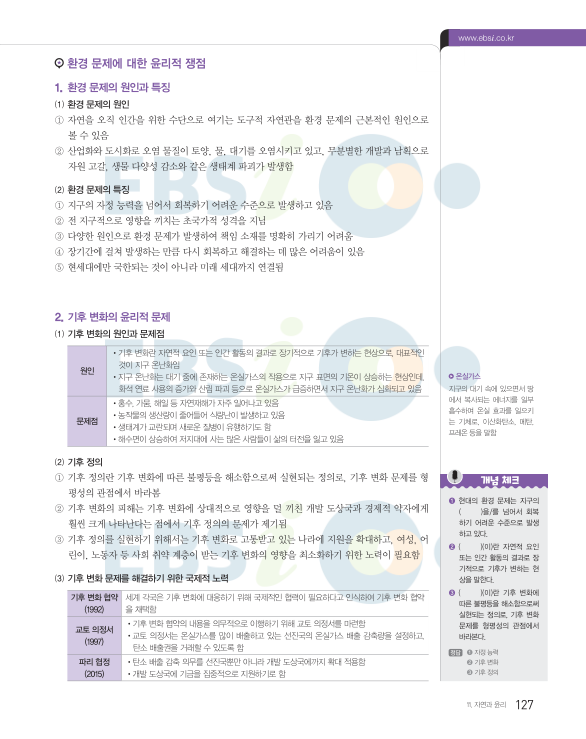 www.ebsi.co.kr
환경 문제에 대한 윤리적 쟁점
1. 환경 문제의 원인과 특징
(1) 환경 문제의 원인
① 자연을 오직 인간을 위한 수단으로 여기는 도구적 자연관을 환경 문제의 근본적인 원인으로
볼 수 있음
② 산업화와 도시화로 오염 물질이 토양, 물, 대기를 오염시키고 있고, 무분별한 개발과 남획으로
자원 고갈, 생물 다양성 감소와 같은 생태계 파괴가 발생함
(2) 환경 문제의 특징
① 지구의 자정 능력을 넘어서 회복하기 어려운 수준으로 발생하고 있음
② 전 지구적으로 영향을 끼치는 초국가적 성격을 지님
③ 다양한 원인으로 환경 문제가 발생하여 책임 소재를 명확히 가리기 어려움
④ 장기간에 걸쳐 발생하는 만큼 다시 회복하고 해결하는 데 많은 어려움이 있음
⑤ 현세대에만 국한되는 것이 아니라 미래 세대까지 연결됨
2. 기후 변화의 윤리적 문제
(1) 기후 변화의 원인과 문제점
원인
• 기후 변화란 자연적 요인 또는 인간 활동의 결과로 장기적으로 기후가 변하는 현상으로, 대표적인
것이 지구 온난화임
• 지구 온난화는 대기 중에 존재하는 온실가스의 작용으로 지구 표면의 기온이 상승하는 현상인데,
화석 연료 사용의 증가와 산림 파괴 등으로 온실가스가 급증하면서 지구 온난화가 심화되고 있음
문제점
• 홍수, 가뭄, 해일 등 자연재해가 자주 일어나고 있음
• 농작물의 생산량이 줄어들어 식량난이 발생하고 있음
• 생태계가 교란되며 새로운 질병이 유행하기도 함
• 해수면이 상승하여 저지대에 사는 많은 사람들이 삶의 터전을 잃고 있음
(2) 기후 정의
① 기후 정의란 기후 변화에 따른 불평등을 해소함으로써 실현되는 정의로, 기후 변화 문제를 형
평성의 관점에서 바라봄
② 기후 변화의 피해는 기후 변화에 상대적으로 영향을 덜 끼친 개발 도상국과 경제적 약자에게
훨씬 크게 나타난다는 점에서 기후 정의의 문제가 제기됨
③ 기후 정의를 실현하기 위해서는 기후 변화로 고통받고 있는 나라에 지원을 확대하고, 여성, 어
린이, 노동자 등 사회 취약 계층이 받는 기후 변화의 영향을 최소화하기 위한 노력이 필요함
(3) 기후 변화 문제를 해결하기 위한 국제적 노력
기후 변화 협약
(1992)
세계 각국은 기후 변화에 대응하기 위해 국제적인 협력이 필요하다고 인식하여 기후 변화 협약
을 채택함
교토 의정서
(1997)
• 기후 변화 협약의 내용을 의무적으로 이행하기 위해 교토 의정서를 마련함
• 교토 의정서는 온실가스를 많이 배출하고 있는 선진국의 온실가스 배출 감축량을 설정하고,
탄소 배출권을 거래할 수 있도록 함
파리 협정
(2015)
• 탄소 배출 감축 의무를 선진국뿐만 아니라 개발 도상국에까지 확대 적용함
• 개발 도상국에 기금을 집중적으로 지원하기로 함
온실가스
지구의 대기 속에 있으면서 땅
에서 복사되는 에너지를 일부
흡수하여 온실 효과를 일으키
는 기체로, 이산화탄소, 메탄,
프레온 등을 말함
개념 체크
❶ 현대의 환경 문제는 지구의
( )을/를 넘어서 회복
하기 어려운 수준으로 발생
하고 있다.
❷ ( )(이)란 자연적 요인
또는 인간 활동의 결과로 장
기적으로 기후가 변하는 현
상을 말한다.
❸ ( )(이)란 기후 변화에
따른 불평등을 해소함으로써
실현되는 정의로, 기후 변화
문제를 형평성의 관점에서
바라본다.
정답 ❶ 자정 능력
❷ 기후 변화
❸ 기후 정의
11. 자연과 윤리 127
EBSi
EBSi